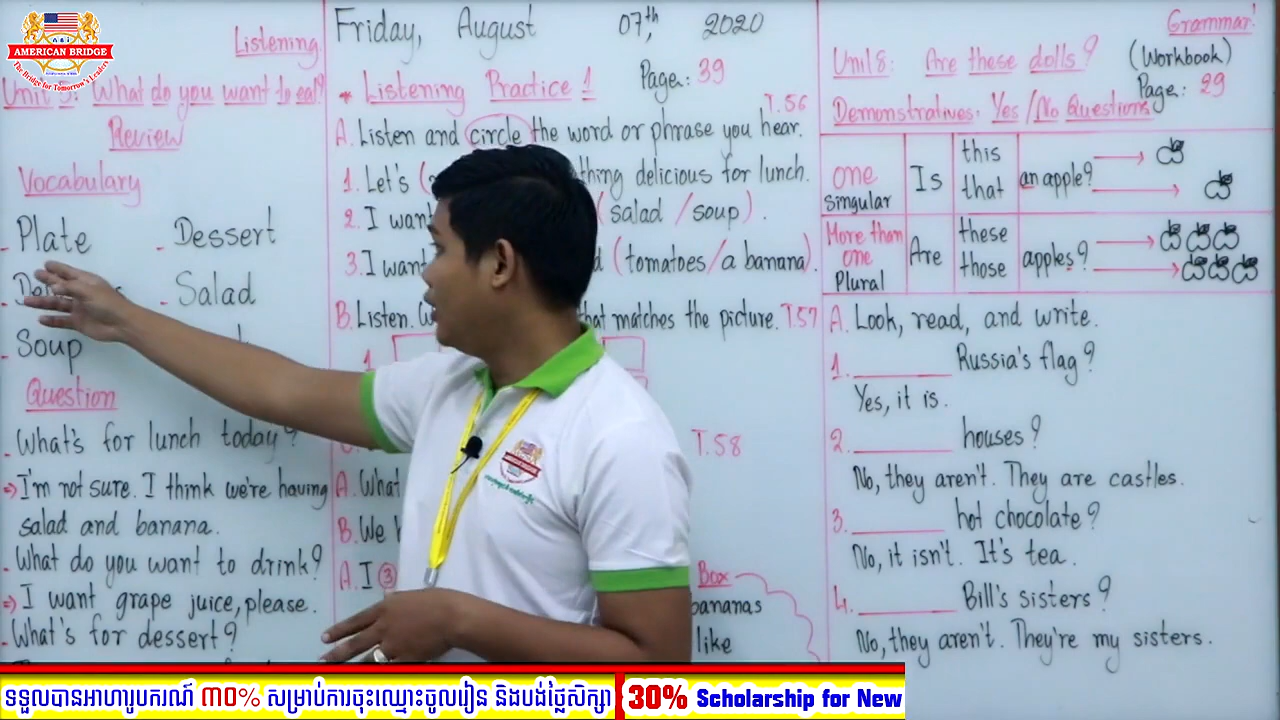 AMERICAN BRIDGE
The Bridge for Tomorrow's Leaders
Listening
Unit 5: What do you want to eat?
Review
Vocabulary
- Plate
- Dessert
- Salad
- Soup
Question
- What's for lunch today?
=> I'm not sure. I think we're having
salad and banana.
- What do you want to drink?
=> I want grape juice, please.
- What's for dessert?
Friday, August 07th, 2020
* Listening Practice 1 Page: 39
T.56
A. Listen and circle the word or phrase you hear.
1. Let's ( thing delicious for lunch.
2. I want (salad / soup).
3. I want (tomatoes / a banana).
B. Listen. that matches the picture. T.57
1.
T.58
A. What
B. We
A. I ③
Box
bananas
like
Grammar:
Unit 8: Are these dolls? (Workbook)
Page: 29
Demonstratives: Yes / No Questions
one
singular
Is
this
that
an apple?
More than
one
Plural
Are
these
those
apples?
A. Look, read, and write.
1. ________ Russia's flag?
Yes, it is.
2. ________ houses?
No, they aren't. They are castles.
3. ________ hot chocolate?
No, it isn't. It's tea.
4. ________ Bill's sisters?
No, they aren't. They're my sisters.
ទទួលបានអាហារូបករណ៍ ៣០% សម្រាប់ការចុះឈ្មោះចូលរៀន និងបង់ថ្លៃសិក្សា 30% Scholarship for New